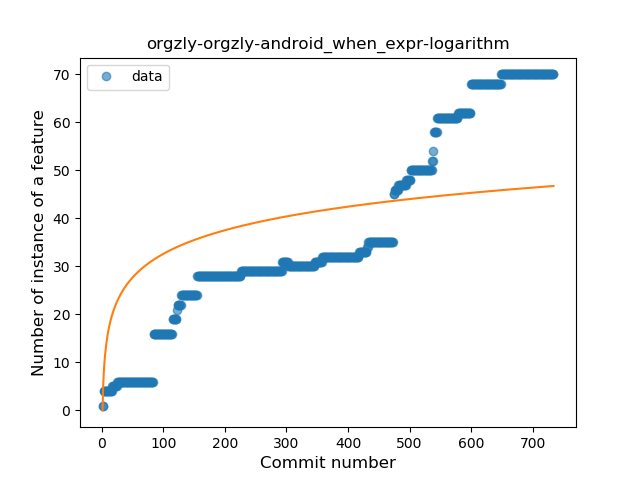 orgzly-orgzly-android_when_expr-logarithm
data
Number of instance of a feature
70
60
50
40
30
20
10
0
0 100 200 300 400 500 600 700
Commit number